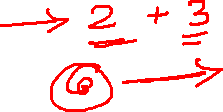 → 2 + 3
6 →